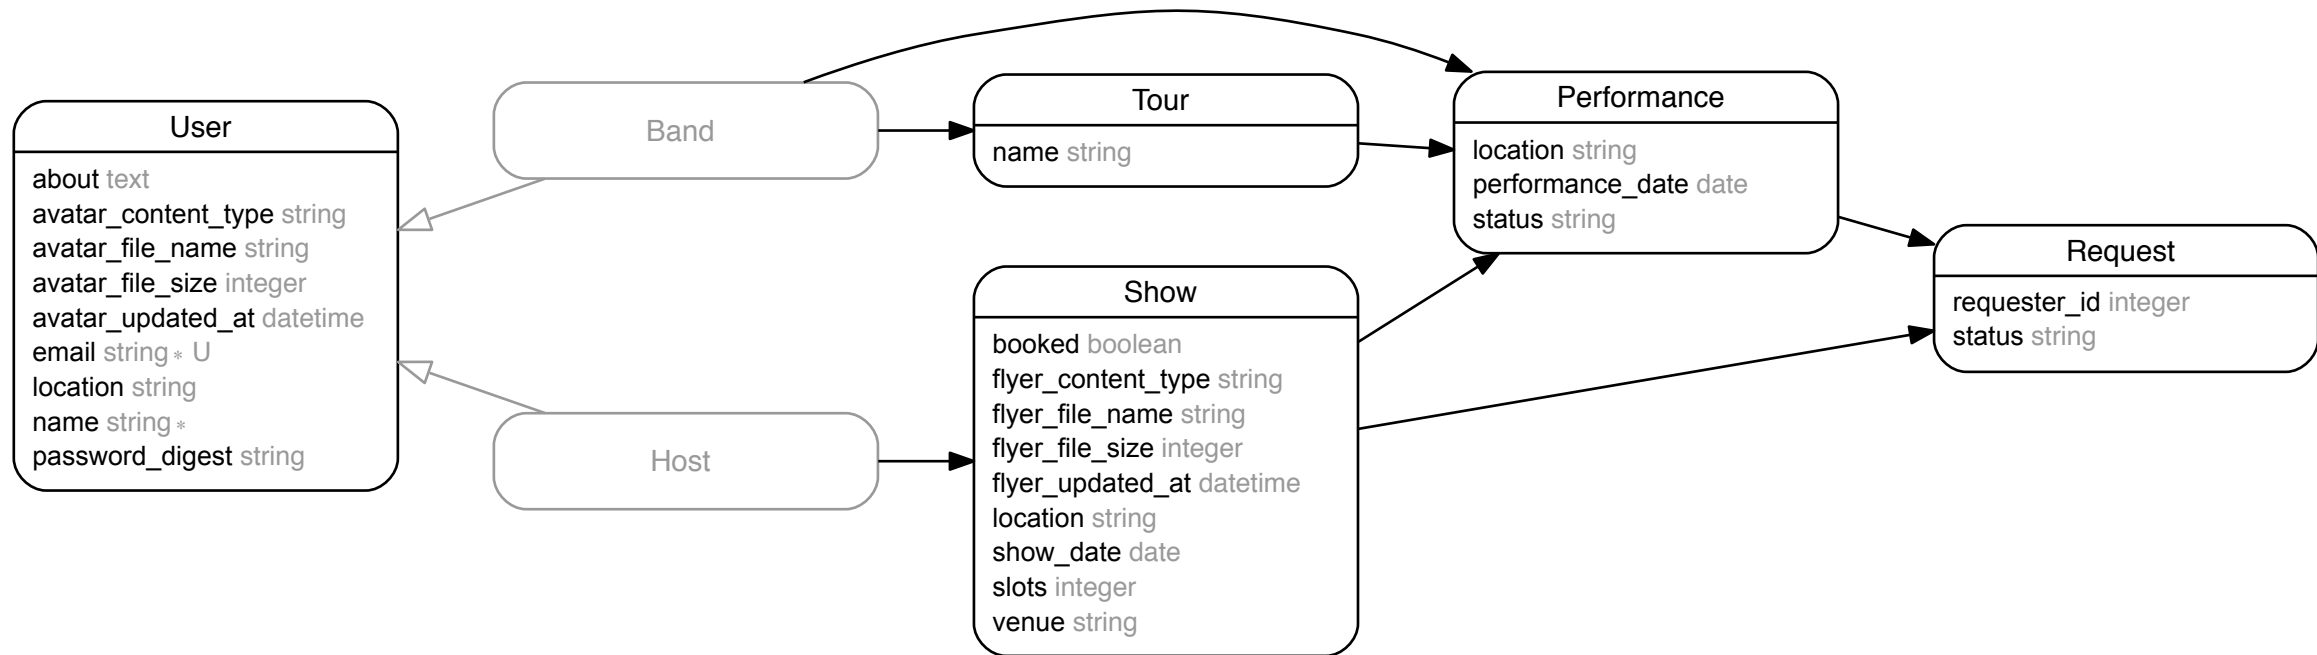 User
about text
avatar_content_type string
avatar_file_name string
avatar_file_size integer
avatar_updated_at datetime
email string ∗ U
location string
name string ∗
password_digest string
Band
Host
Tour
name string
Show
booked boolean
flyer_content_type string
flyer_file_name string
flyer_file_size integer
flyer_updated_at datetime
location string
show_date date
slots integer
venue string
Performance
location string
performance_date date
status string
Request
requester_id integer
status string